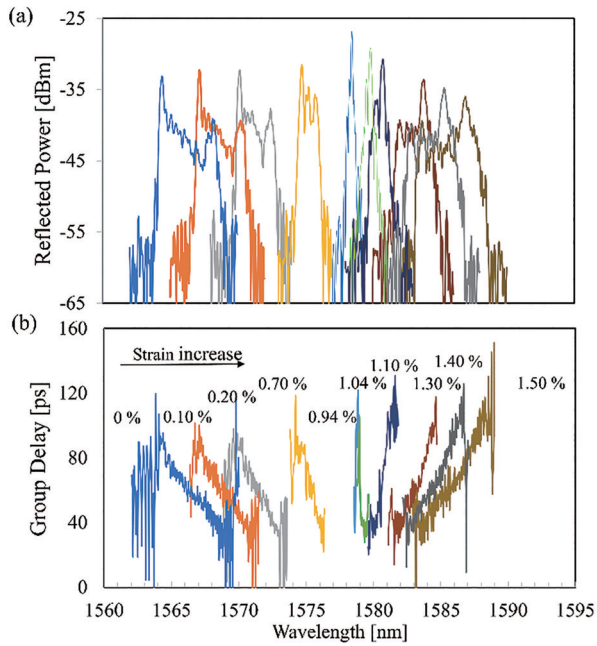 (a)
-25
-35
-45
-55
-65
Reflected Power [dBm]
(b)
160
120
80
40
0
Group Delay [ps]
Strain increase
0 %
0.10 %
0.20 %
0.70 %
0.94 %
1.04 %
1.10 %
1.30 %
1.40 %
1.50 %
1560 1565 1570 1575 1580 1585 1590 1595
Wavelength [nm]